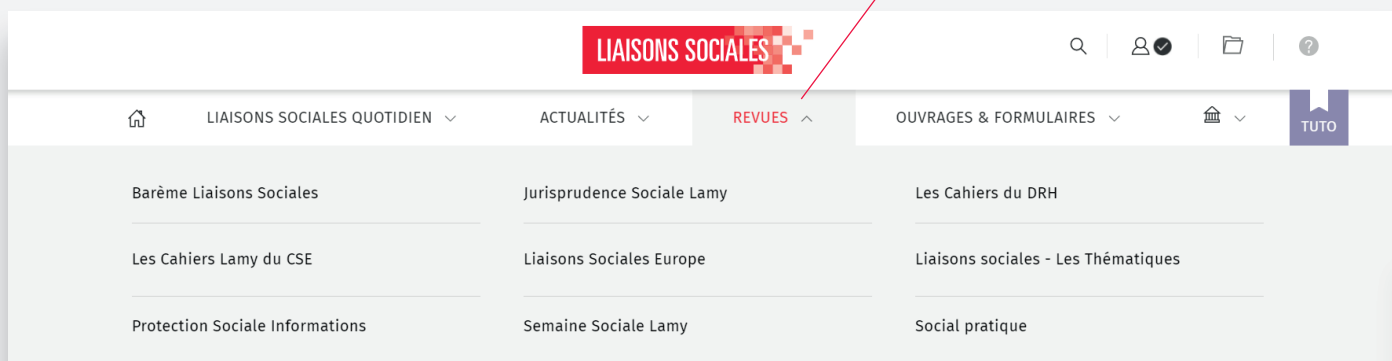 LIAISONS SOCIALES
LIAISONS SOCIALES QUOTIDIEN ACTUALITÉS REVUES OUVRAGES & FORMULAIRES TUTO
Barème Liaisons Sociales Jurisprudence Sociale Lamy Les Cahiers du DRH
Les Cahiers Lamy du CSE Liaisons Sociales Europe Liaisons sociales - Les Thématiques
Protection Sociale Informations Semaine Sociale Lamy Social pratique